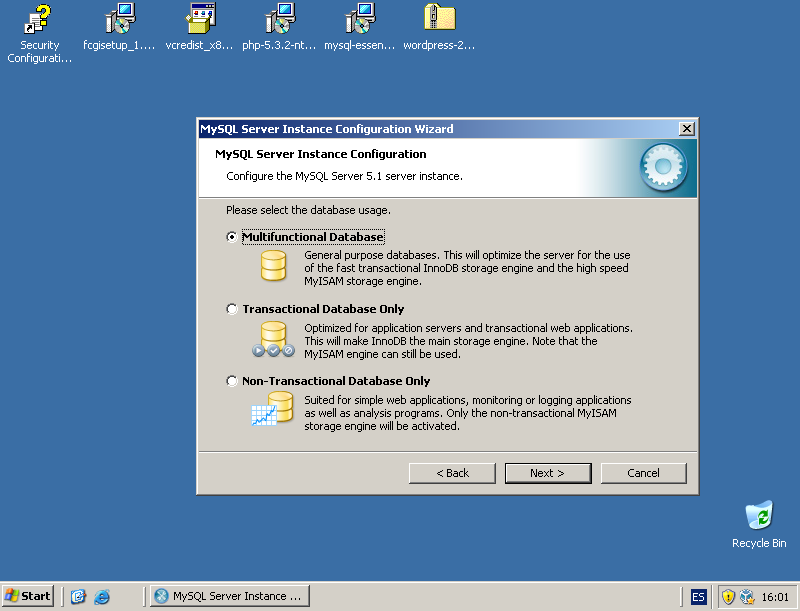 Security
Configurati...
fcgisetup_1....
vcredist_x8...
php-5.3.2-nt...
mysql-essen...
wordpress-2...
MySQL Server Instance Configuration Wizard
MySQL Server Instance Configuration
Configure the MySQL Server 5.1 server instance.
Please select the database usage.
Multifunctional Database
General purpose databases. This will optimize the server for the use
of the fast transactional InnoDB storage engine and the high speed
MyISAM storage engine.
Transactional Database Only
Optimized for application servers and transactional web applications.
This will make InnoDB the main storage engine. Note that the
MyISAM engine can still be used.
Non-Transactional Database Only
Suited for simple web applications, monitoring or logging applications
as well as analysis programs. Only the non-transactional MyISAM
storage engine will be activated.
< Back
Next >
Cancel
Recycle Bin
Start
MySQL Server Instance ...
ES
16:01